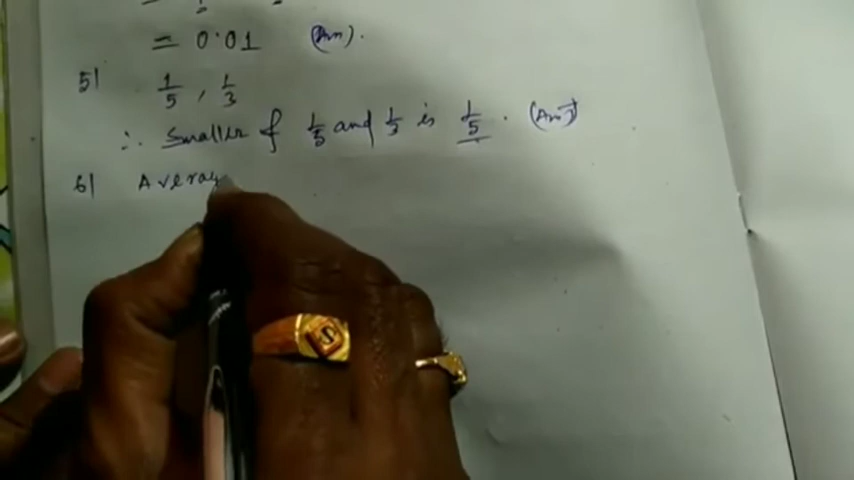 = 0.01 (Ans).
5| 1/5, 1/3
∴ Smaller of 1/5 and 1/3 is 1/5. (Ans)
6| Averag
S